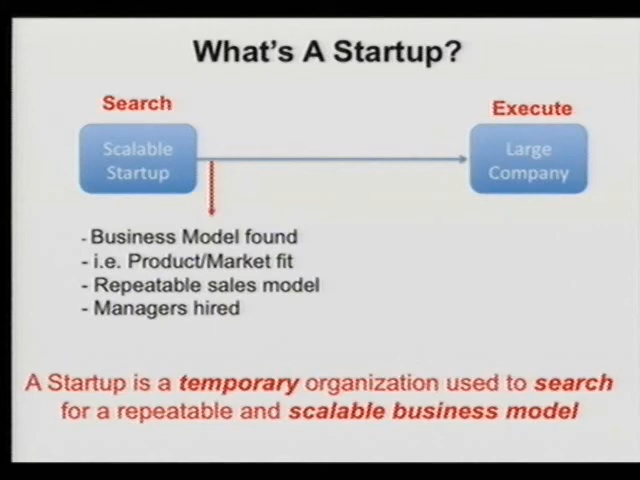 What's A Startup?
Search
Execute
Scalable
Startup
Large
Company
- Business Model found
- i.e. Product/Market fit
- Repeatable sales model
- Managers hired
A Startup is a temporary organization used to search
for a repeatable and scalable business model